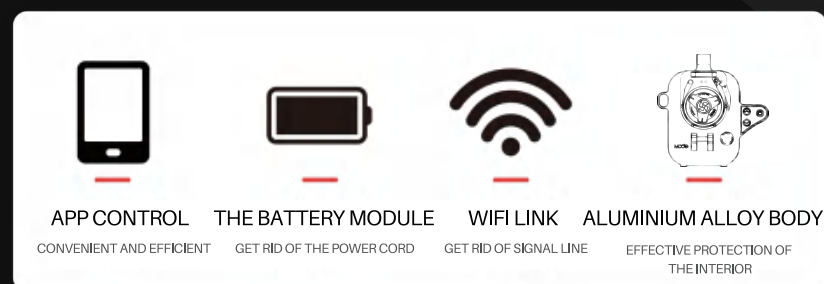 MODE
APP CONTROL
THE BATTERY MODULE
WIFI LINK
ALUMINIUM ALLOY BODY
CONVENIENT AND EFFICIENT
GET RID OF THE POWER CORD
GET RID OF SIGNAL LINE
EFFECTIVE PROTECTION OF
THE INTERIOR